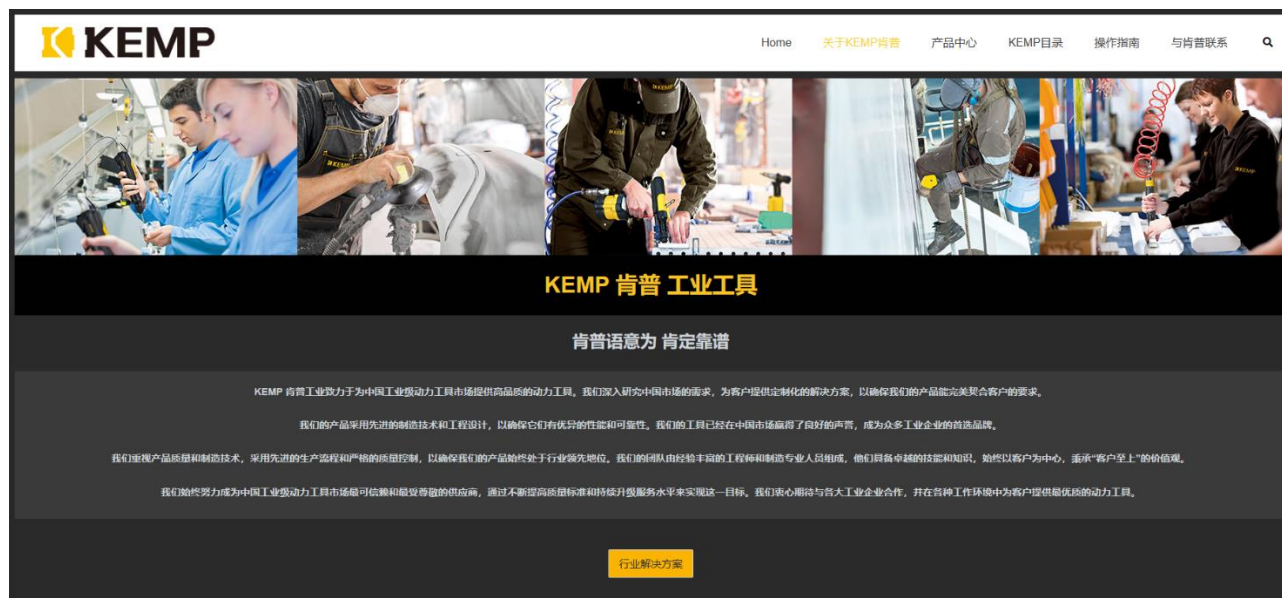 KEMP
Home 关于KEMP肯普 产品中心 KEMP目录 操作指南 与肯普联系
KEMP 肯普 工业工具
肯普语意为 肯定靠谱
KEMP 肯普工业致力于为中国工业级动力工具市场提供高品质的动力工具。我们深入研究中国市场的需求，为客户提供定制化的解决方案，以确保我们的产品能完美契合客户的要求。
我们的产品采用先进的制造技术和工程设计，以确保它们有优异的性能和可靠性。我们的工具已经在中国市场赢得了良好的声誉，成为众多工业企业的首选品牌。
我们重视产品质量和制造技术，采用先进的生产流程和严格的质量控制，以确保我们的产品始终处于行业领先地位。我们的团队由经验丰富的工程师和制造专业人员组成，他们具备卓越的技能和知识，始终以客户为中心，秉承“客户至上”的价值观。
我们始终努力成为中国工业级动力工具市场最可信赖和最受尊敬的供应商，通过不断提高质量标准和持续升级服务水平来实现这一目标。我们衷心期待与各大工业企业合作，并在各种工作环境中为客户提供最优质的动力工具。
行业解决方案